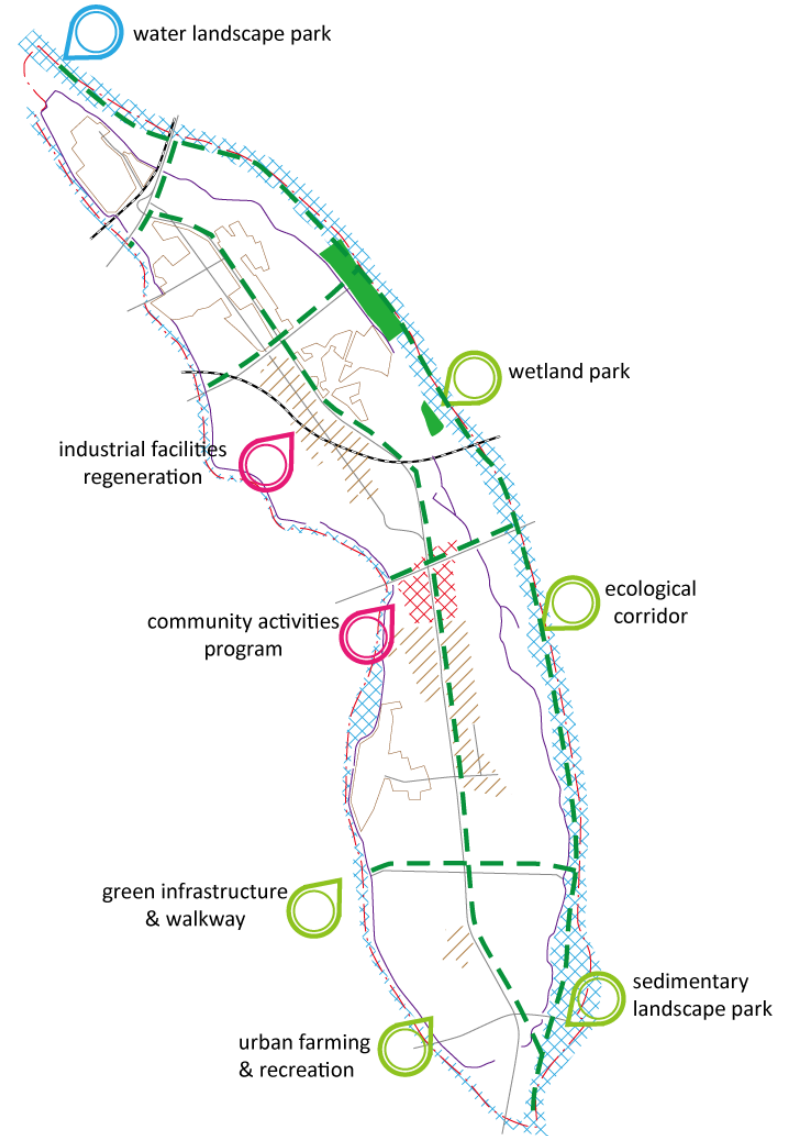 water landscape park
wetland park
industrial facilities
regeneration
ecological
corridor
community activities
program
green infrastructure
& walkway
sedimentary
landscape park
urban farming
& recreation